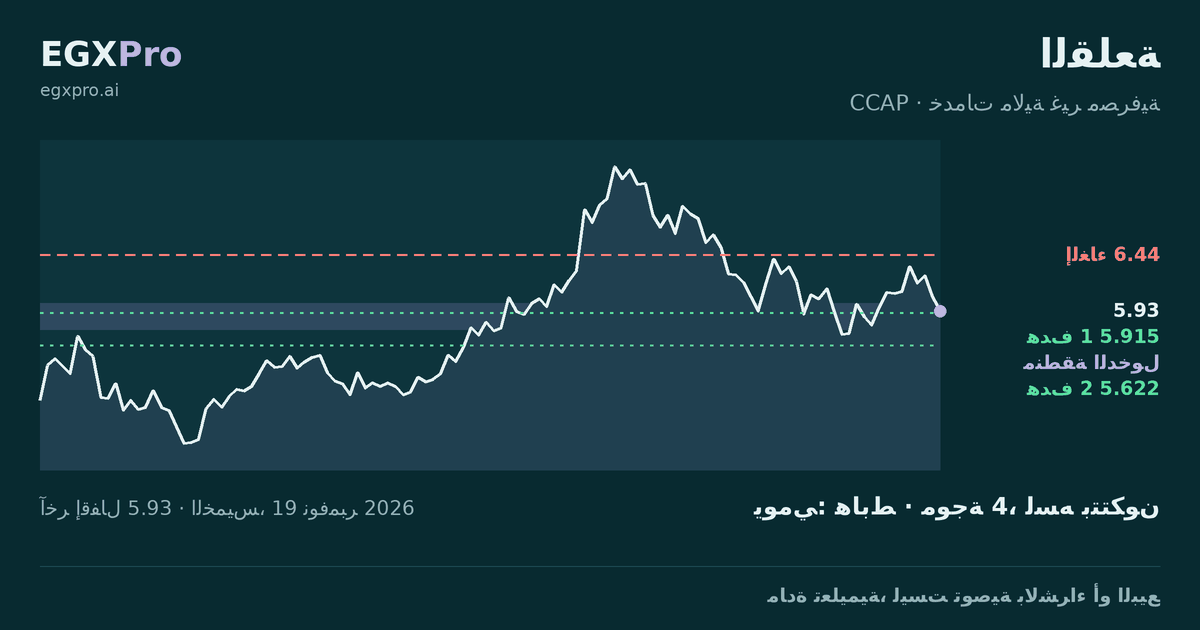 EGXPro
egxpro.ai
القلعة
CCAP · خدمات مالية غير مصرفية
إلغاء 6.44
5.93
هدف 1 5.915
منطقة الدخول
هدف 2 5.622
يومي: هابط · موجة 4، لسه بتتكون
آخر إقفال 5.93 · الخميس، 19 نوفمبر 2026
مادة تعليمية، ليست توصية بالشراء أو البيع